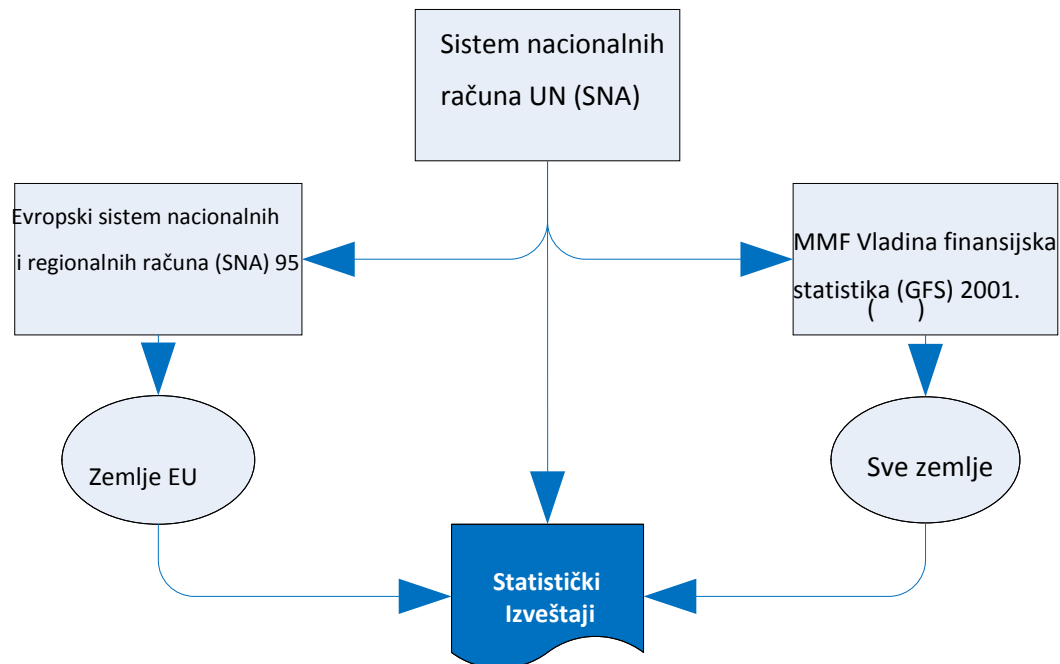 Sistem nacionalnih
računa UN (SNA)
Evropski sistem nacionalnih
i regionalnih računa (SNA) 95
MMF Vladina finansijska
statistika (GFS) 2001.
( )
Zemlje EU
Sve zemlje
Statistički
Izveštaji